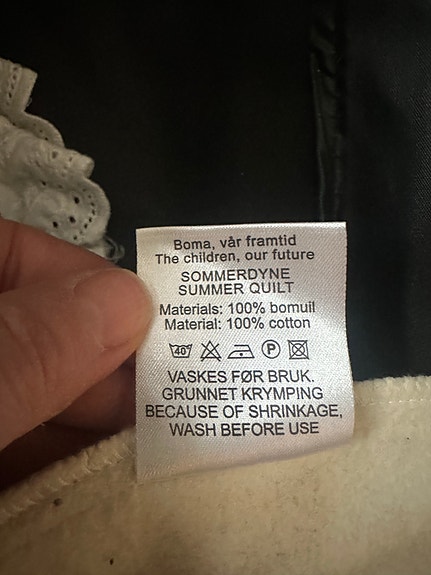 Boma, vår framtid
The children, our future
SOMMERDYNE
SUMMER QUILT
Materials: 100% bomuil
Material: 100% cotton
40 P
VASKES FØR BRUK.
GRUNNET KRYMPING
BECAUSE OF SHRINKAGE,
WASH BEFORE USE